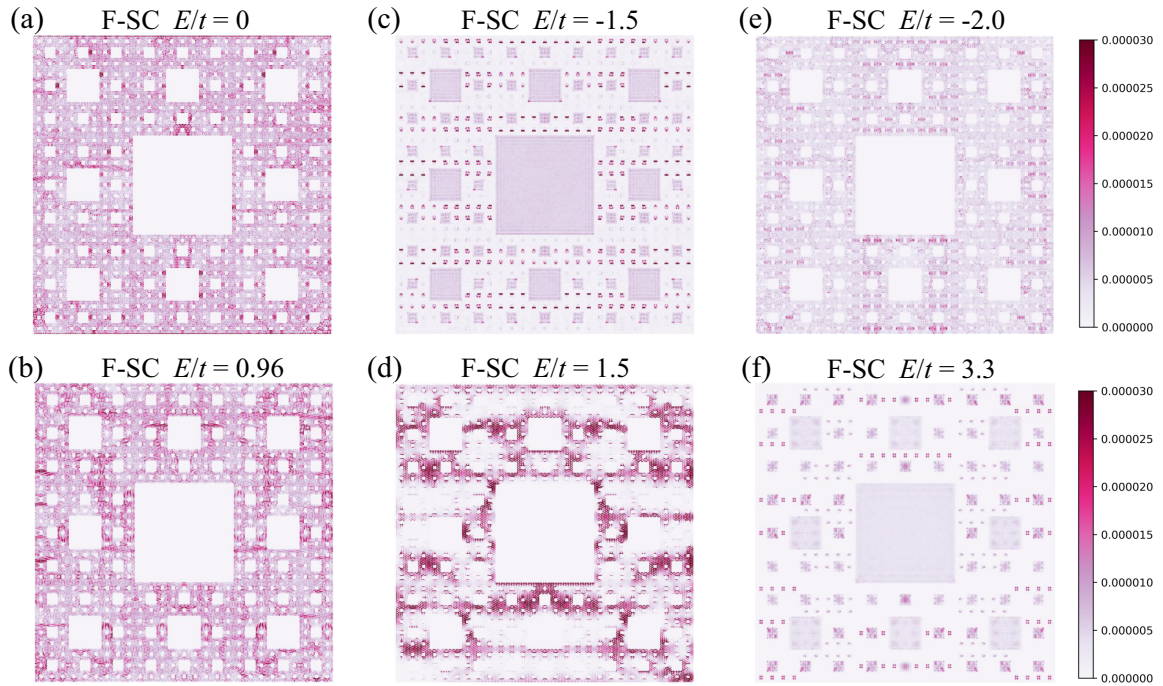 (a) F-SC E/t = 0
(c) F-SC E/t = -1.5
(e) F-SC E/t = -2.0
0.000030
0.000025
0.000020
0.000015
0.000010
0.000005
0.000000
(b) F-SC E/t = 0.96
(d) F-SC E/t = 1.5
(f) F-SC E/t = 3.3
0.000030
0.000025
0.000020
0.000015
0.000010
0.000005
0.000000